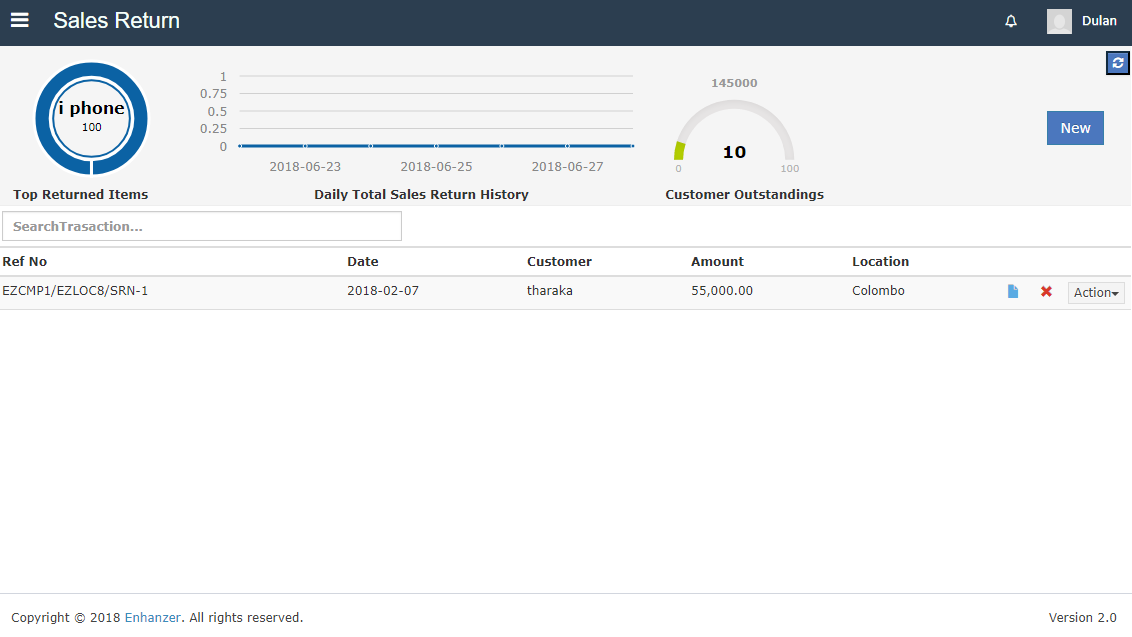 Sales Return
Dulan
i phone
100
Top Returned Items
1
0.75
0.5
0.25
0
2018-06-23 2018-06-25 2018-06-27
Daily Total Sales Return History
145000
10
0 100
Customer Outstandings
New
SearchTrasaction...
Ref No Date Customer Amount Location
EZCMP1/EZLOC8/SRN-1 2018-02-07 tharaka 55,000.00 Colombo Action
Copyright © 2018 Enhanzer. All rights reserved. Version 2.0